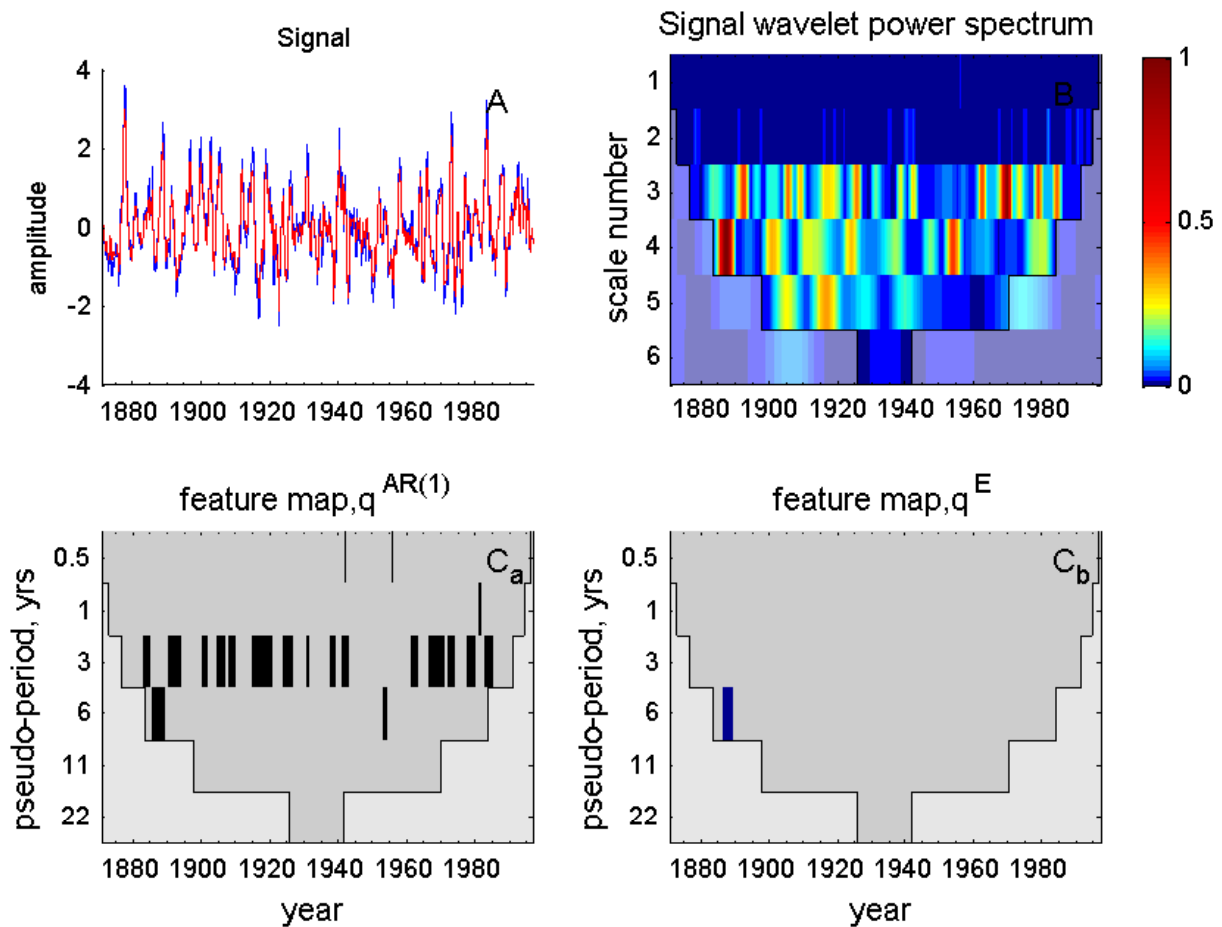 Signal
A
amplitude
4
2
0
-2
-4
1880 1900 1920 1940 1960 1980
Signal wavelet power spectrum
B
scale number
1
2
3
4
5
6
1880 1900 1920 1940 1960 1980
1
0.5
0
feature map,q AR(1)
Ca
pseudo-period, yrs
0.5
1
3
6
11
22
1880 1900 1920 1940 1960 1980
year
feature map,q E
Cb
pseudo-period, yrs
0.5
1
3
6
11
22
1880 1900 1920 1940 1960 1980
year